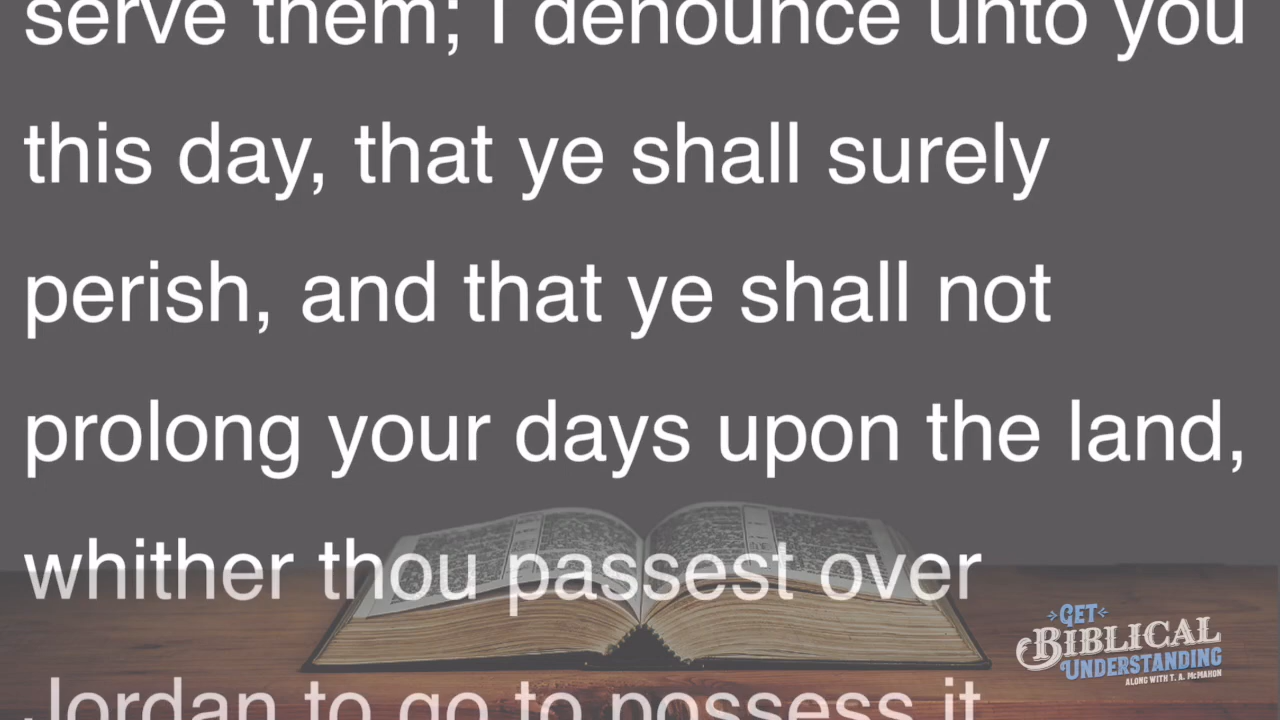 serve them; I denounce unto you
this day, that ye shall surely
perish, and that ye shall not
prolong your days upon the land,
whither thou passest over
Jordan to go to possess it
GET
BIBLICAL
UNDERSTANDING
ALONG WITH T. A. McMAHON